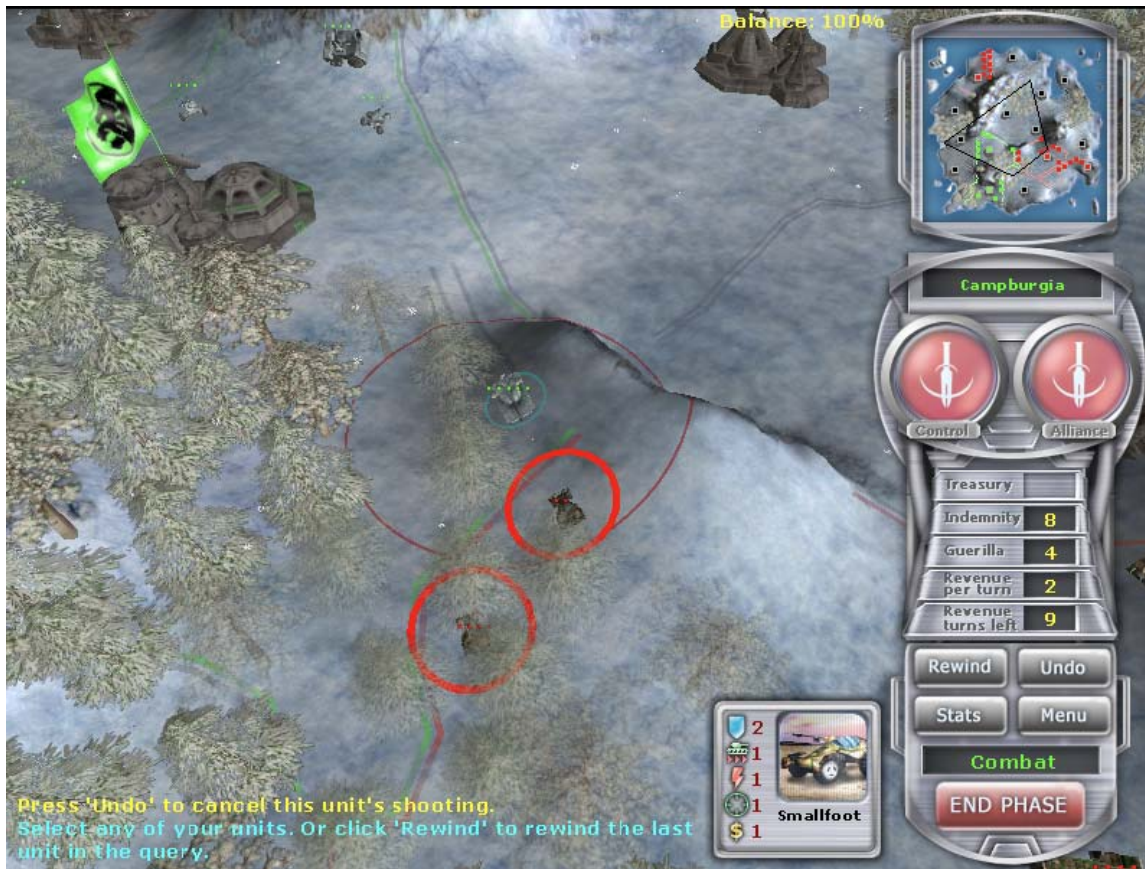 Balance: 100%
Campburgia
Control
Alliance
Treasury
Indemnity 8
Guerilla 4
Revenue per turn 2
Revenue turns left 9
Rewind
Undo
Stats
Menu
Combat
END PHASE
2
1
1
1
$ 1
Smallfoot
Press 'Undo' to cancel this unit's shooting.
Select any of your units. Or click 'Rewind' to rewind the last
unit in the query.